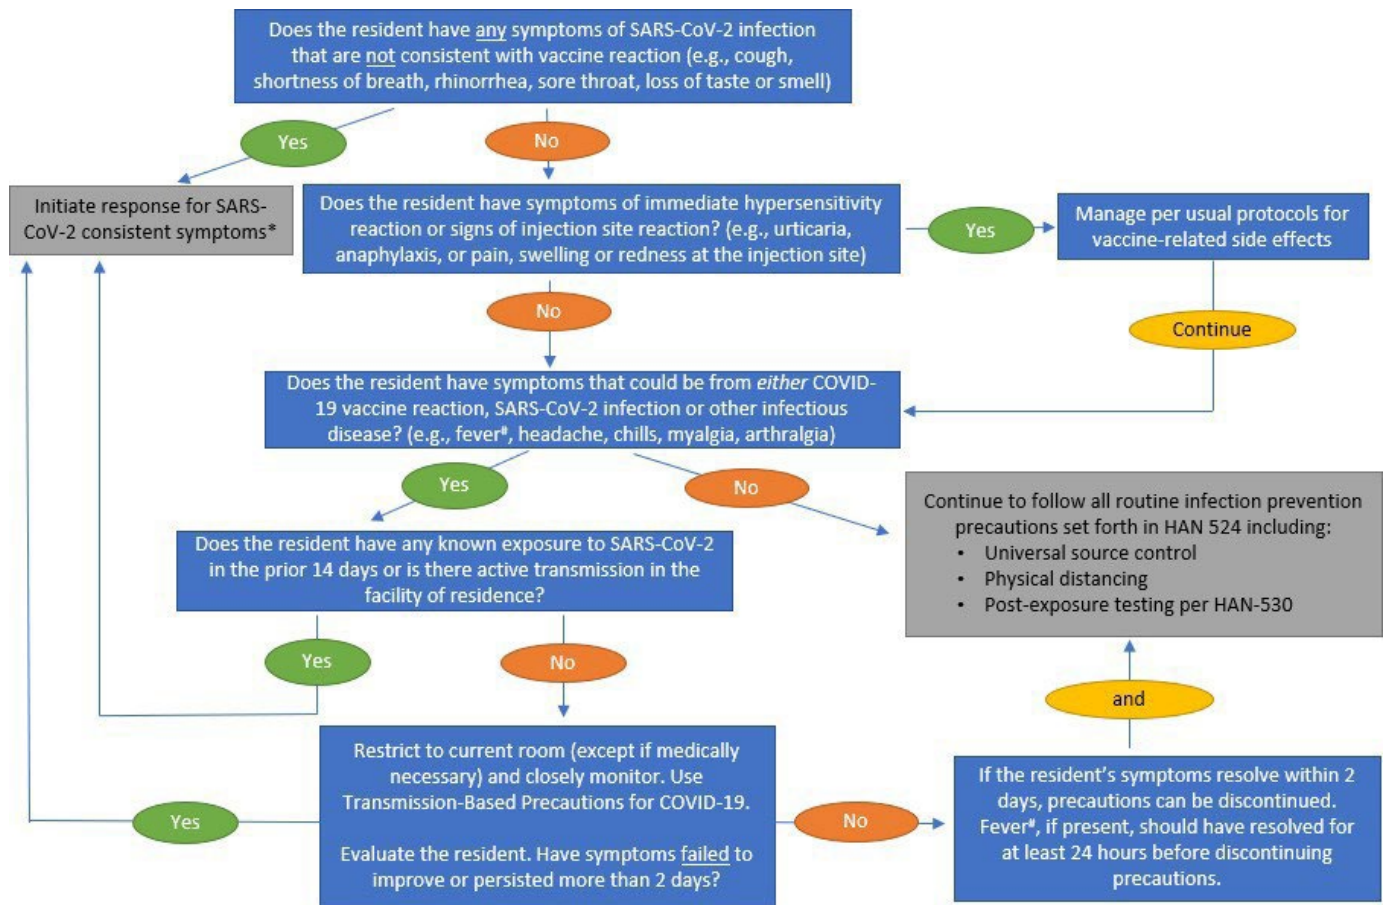 Does the resident have any symptoms of SARS-CoV-2 infection
that are not consistent with vaccine reaction (e.g., cough,
shortness of breath, rhinorrhea, sore throat, loss of taste or smell)
Yes
No
Initiate response for SARS-
CoV-2 consistent symptoms*
Does the resident have symptoms of immediate hypersensitivity
reaction or signs of injection site reaction? (e.g., urticaria,
anaphylaxis, or pain, swelling or redness at the injection site)
Yes
Manage per usual protocols for
vaccine-related side effects
No
Continue
Does the resident have symptoms that could be from either COVID-
19 vaccine reaction, SARS-CoV-2 infection or other infectious
disease? (e.g., fever#, headache, chills, myalgia, arthralgia)
Yes
No
Continue to follow all routine infection prevention
precautions set forth in HAN 524 including:
• Universal source control
• Physical distancing
• Post-exposure testing per HAN-530
Does the resident have any known exposure to SARS-CoV-2
in the prior 14 days or is there active transmission in the
facility of residence?
Yes
No
and
Restrict to current room (except if medically
necessary) and closely monitor. Use
Transmission-Based Precautions for COVID-19.
Evaluate the resident. Have symptoms failed to
improve or persisted more than 2 days?
Yes
No
If the resident's symptoms resolve within 2
days, precautions can be discontinued.
Fever#, if present, should have resolved for
at least 24 hours before discontinuing
precautions.